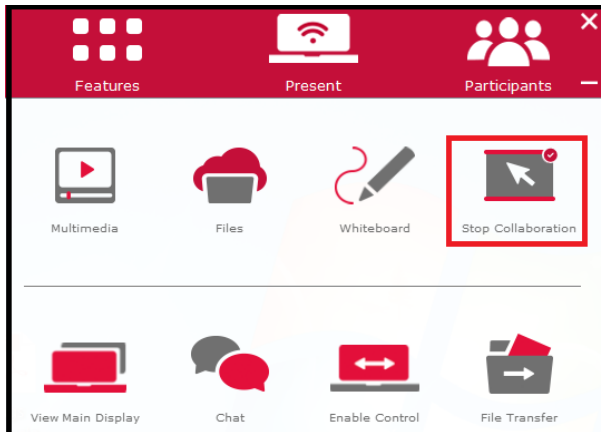 Features
Present
Participants
Multimedia
Files
Whiteboard
Stop Collaboration
View Main Display
Chat
Enable Control
File Transfer